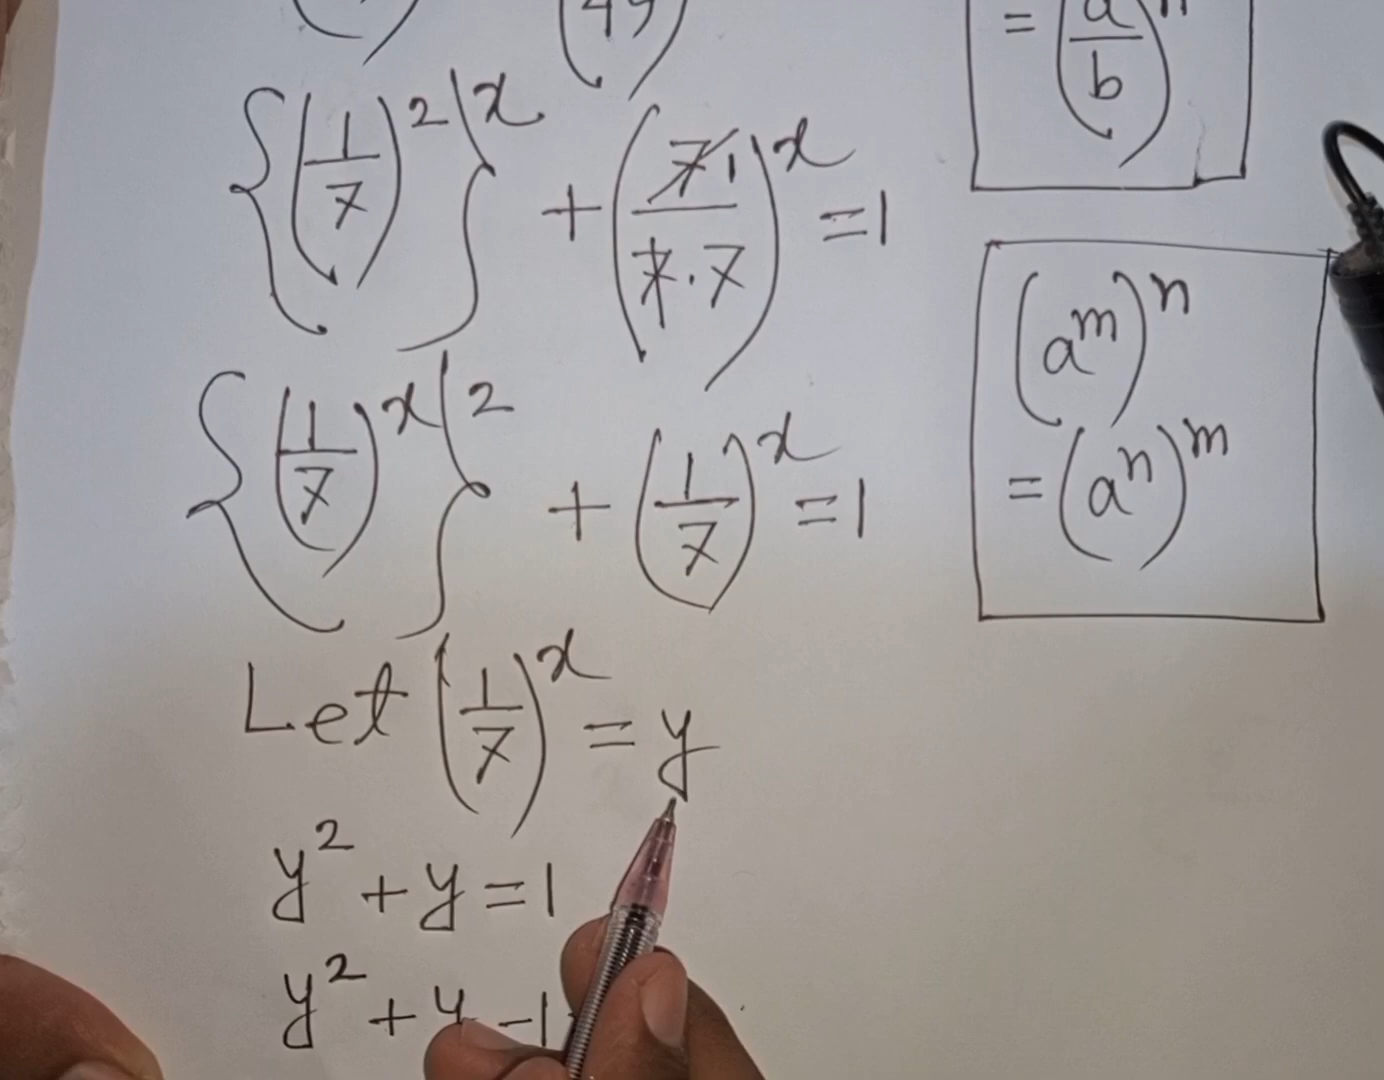 {(1/7)^2}^x + (7 1/7·7)^x = 1
{(1/7)^x}^2 + (1/7)^x = 1
Let (1/7)^x = y
y^2 + y = 1
y^2 + y - 1
= (a/b)^n
(a^m)^n
= (a^n)^m